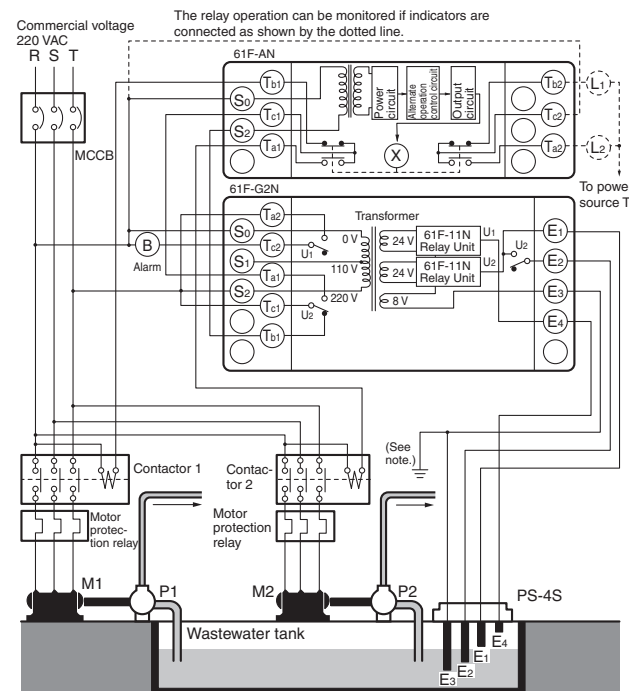 The relay operation can be monitored if indicators are
connected as shown by the dotted line.
Commercial voltage
220 VAC
R S T
MCCB
61F-AN
Tb1
S0
Tc1
S2
Ta1
Power
circuit
Alternate
operation
control circuit
Output
circuit
X
Tb2
Tc2
Ta2
L1
L2
To power
source T
61F-G2N
Ta2
S0
Tc2
S1
Ta1
S2
Tc1
Tb1
B
Alarm
U1
U2
Transformer
0 V
110 V
220 V
24 V
24 V
8 V
61F-11N
Relay Unit
U1
61F-11N
Relay Unit
U2
U2
E1
E2
E3
E4
(See
note.)
Contactor 1
Contac-
tor 2
Motor
protec-
tion relay
Motor
protection
relay
M1
P1
M2
P2
PS-4S
Wastewater tank
E4
E1
E2
E3